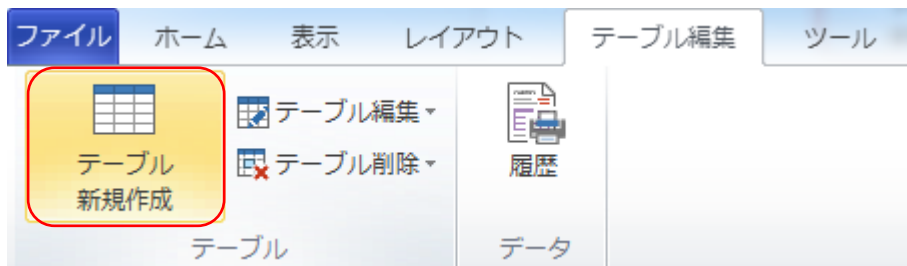 ファイル ホーム 表示 レイアウト テーブル編集 ツール
テーブル
新規作成
テーブル編集
テーブル削除
テーブル
履歴
データ